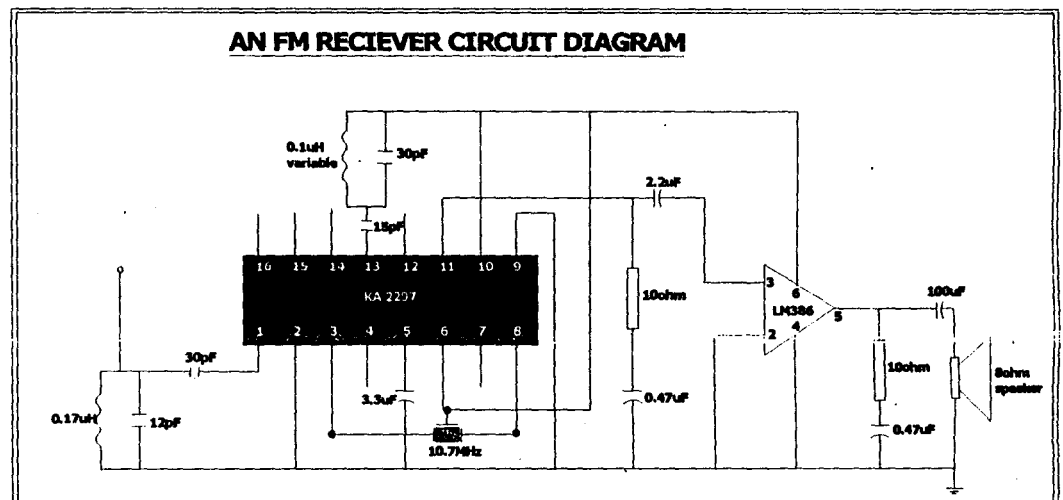 AN FM RECIEVER CIRCUIT DIAGRAM
0.1uH
variable
30pF
15pF
2.2uF
16 15 14 13 12 11 10 9
KA 2297
1 2 3 4 5 6 7 8
10ohm
3
6
LM386
5
2
4
100uF
30pF
0.17uH
12pF
3.3uF
10.7MHz
0.47uF
10ohm
0.47uF
8ohm
speaker